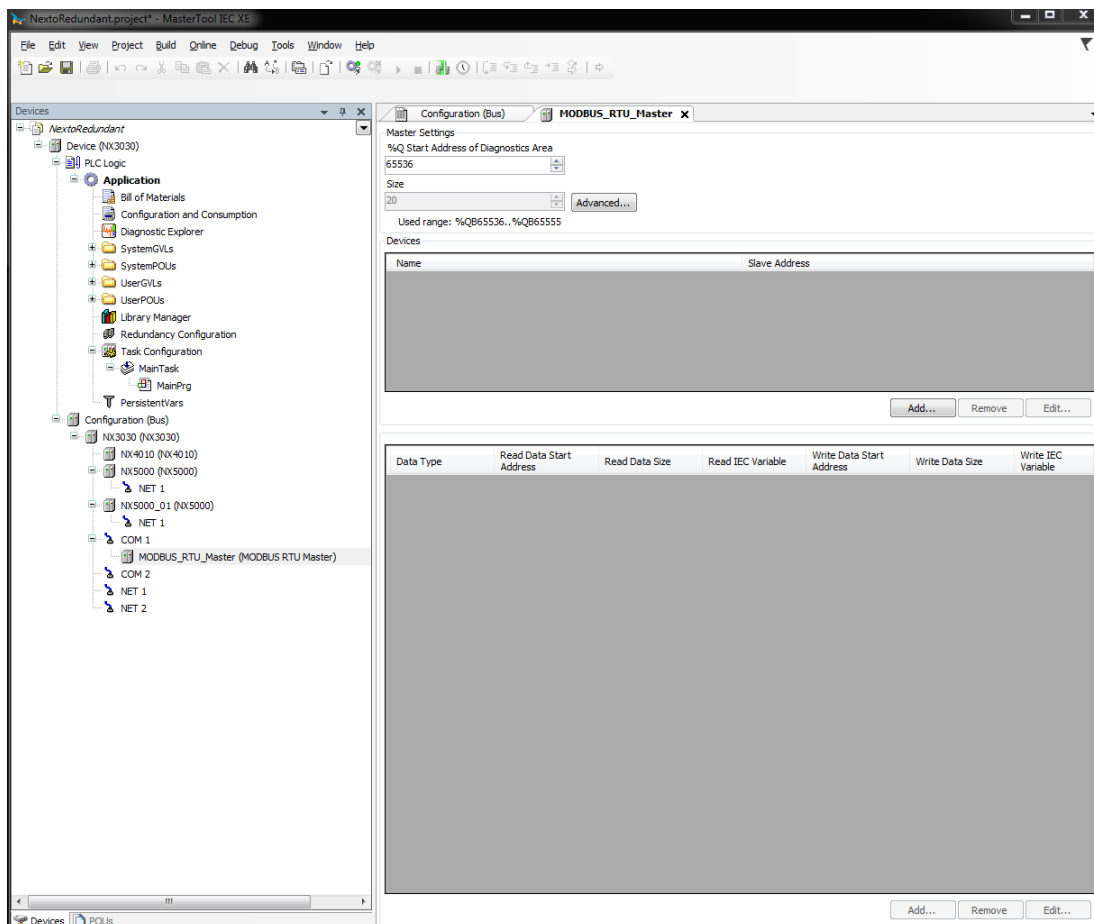 NextoRedundant.project* - MasterTool IEC XE
File Edit View Project Build Online Debug Tools Window Help
Devices
NextoRedundant
Device (NX3030)
PLC Logic
Application
Bill of Materials
Configuration and Consumption
Diagnostic Explorer
SystemGVLs
SystemPOUs
UserGVLs
UserPOUs
Library Manager
Redundancy Configuration
Task Configuration
MainTask
MainPrg
PersistentVars
Configuration (Bus)
NX3030 (NX3030)
NX4010 (NX4010)
NX5000 (NX5000)
NET 1
NX5000_01 (NX5000)
NET 1
COM 1
MODBUS_RTU_Master (MODBUS RTU Master)
COM 2
NET 1
NET 2
Devices POUs
Configuration (Bus) MODBUS_RTU_Master
Master Settings
%Q Start Address of Diagnostics Area
65536
Size
20 Advanced...
Used range: %QB65536..%QB65555
Devices
Name Slave Address
Add... Remove Edit...
Data Type Read Data Start Address Read Data Size Read IEC Variable Write Data Start Address Write Data Size Write IEC Variable
Add... Remove Edit...